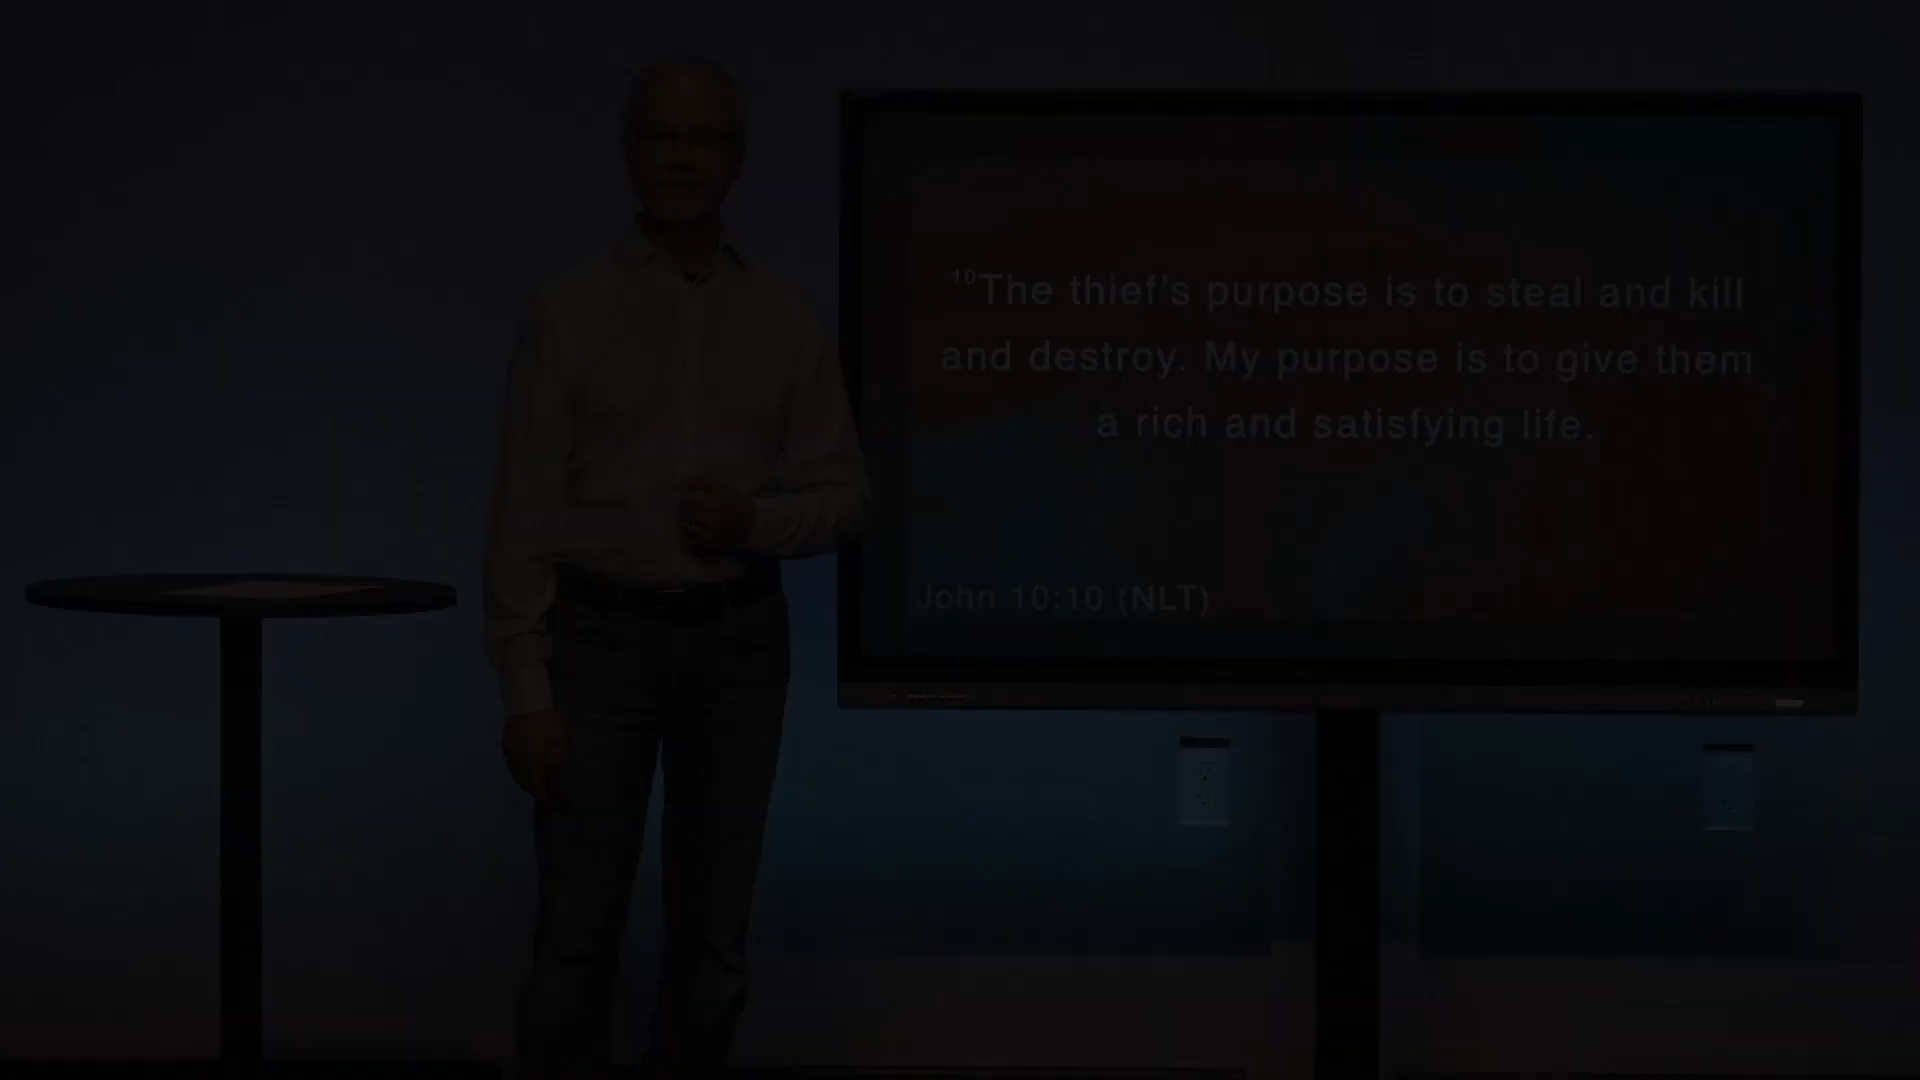 ¹⁰The thief's purpose is to steal and kill
and destroy. My purpose is to give them
a rich and satisfying life.
John 10:10 (NLT)